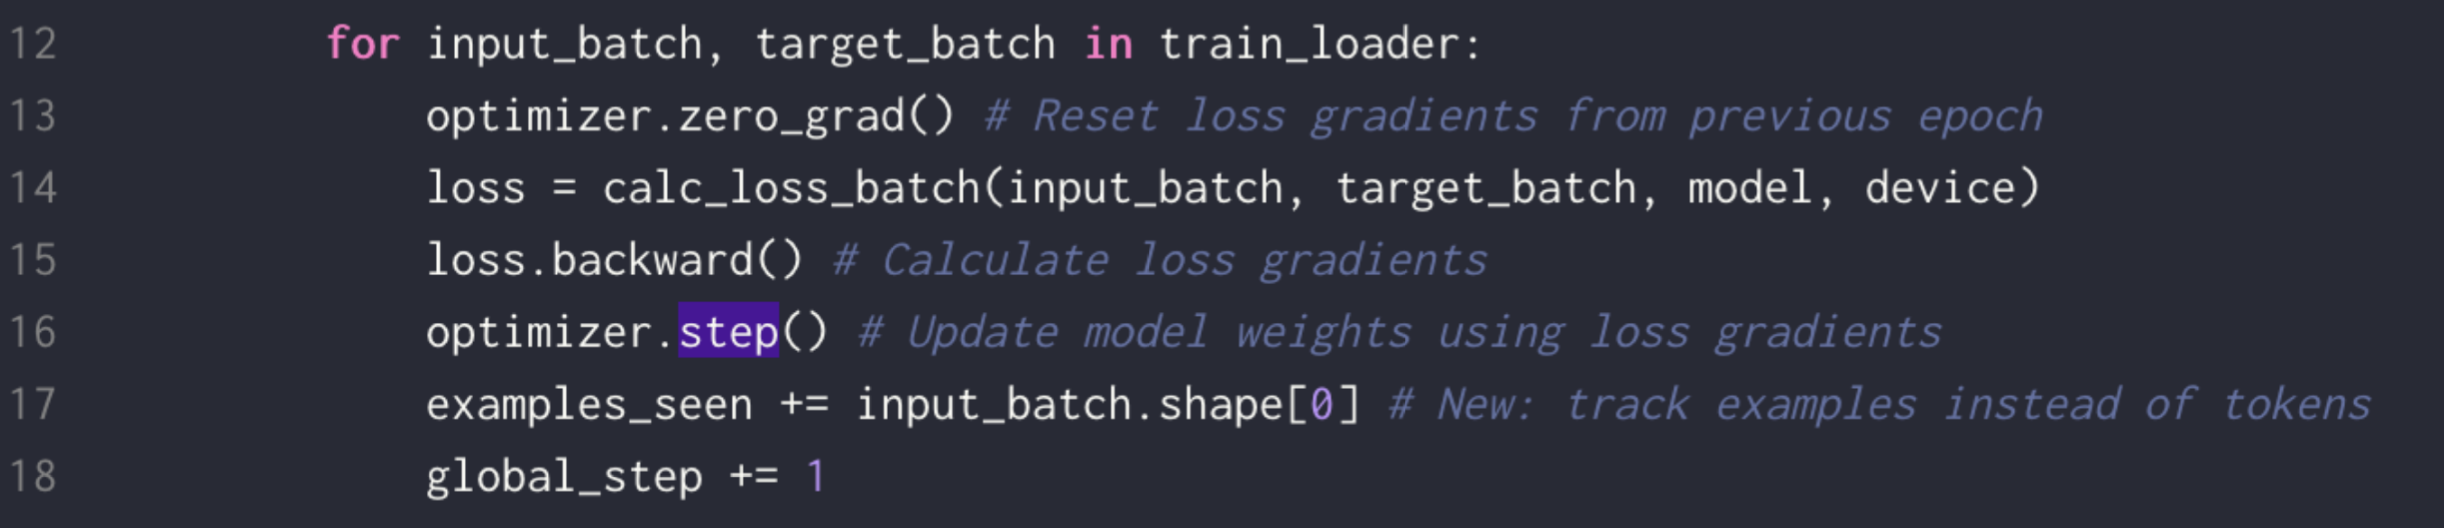 12 for input_batch, target_batch in train_loader:
13 optimizer.zero_grad() # Reset loss gradients from previous epoch
14 loss = calc_loss_batch(input_batch, target_batch, model, device)
15 loss.backward() # Calculate loss gradients
16 optimizer.step() # Update model weights using loss gradients
17 examples_seen += input_batch.shape[0] # New: track examples instead of tokens
18 global_step += 1